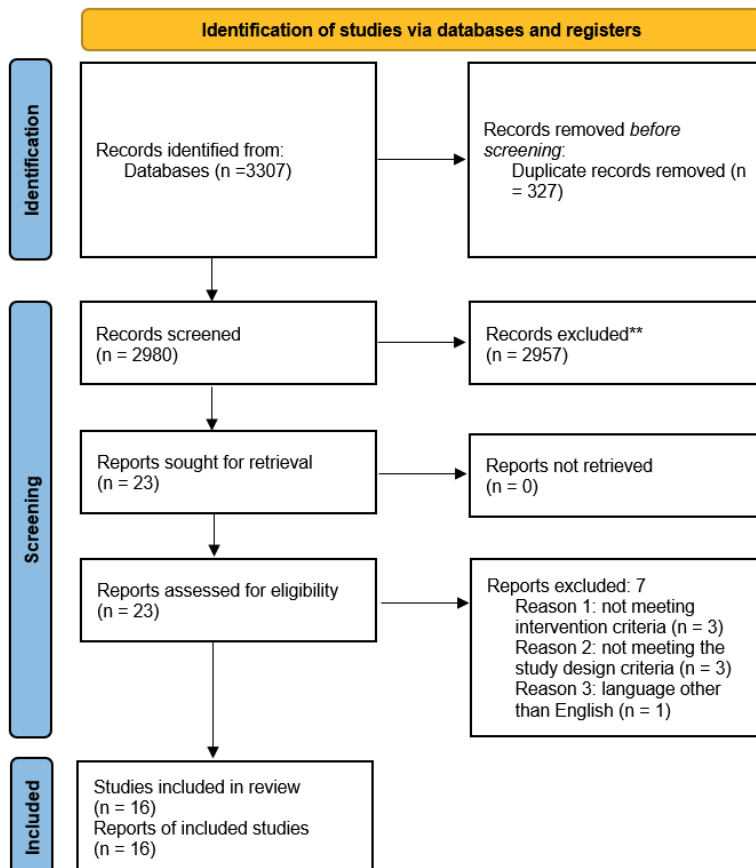 Identification of studies via databases and registers
Identification
Records identified from:
Databases (n =3307)
Records removed before
screening:
Duplicate records removed (n
= 327)
Screening
Records screened
(n = 2980)
Records excluded**
(n = 2957)
Reports sought for retrieval
(n = 23)
Reports not retrieved
(n = 0)
Reports assessed for eligibility
(n = 23)
Reports excluded: 7
Reason 1: not meeting
intervention criteria (n = 3)
Reason 2: not meeting the
study design criteria (n = 3)
Reason 3: language other
than English (n = 1)
Included
Studies included in review
(n = 16)
Reports of included studies
(n = 16)